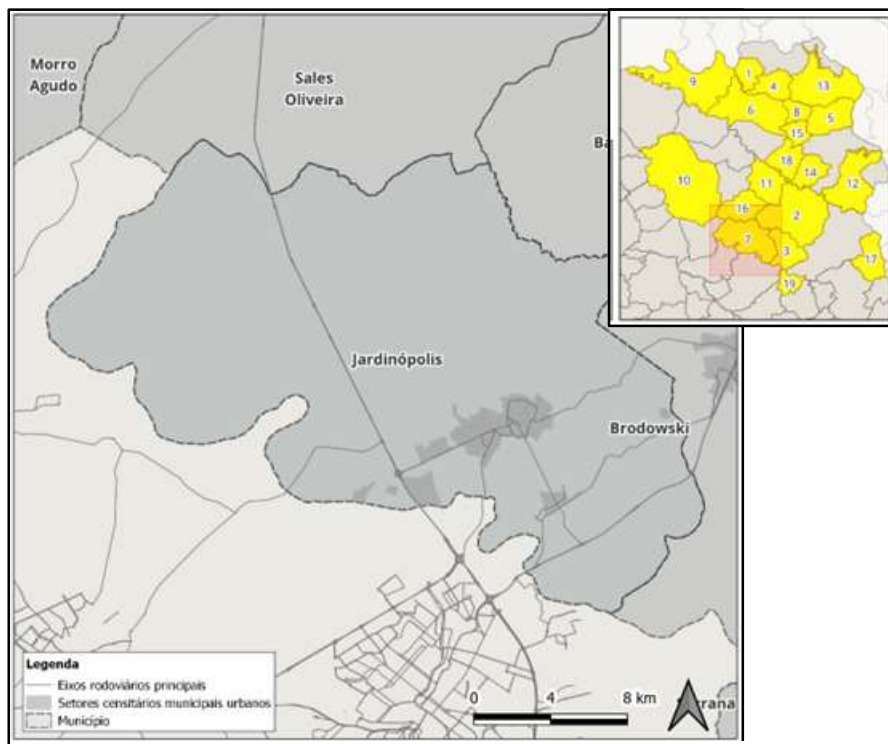 Morro
Agudo
Sales
Oliveira
Ba
Jardinópolis
Brodowski
rrana
Legenda
Eixos rodoviários principais
Setores censitários municipais urbanos
Município
0 4 8 km
9
1
4
13
6
8
5
15
18
14
10
11
12
16
2
7
3
17
19